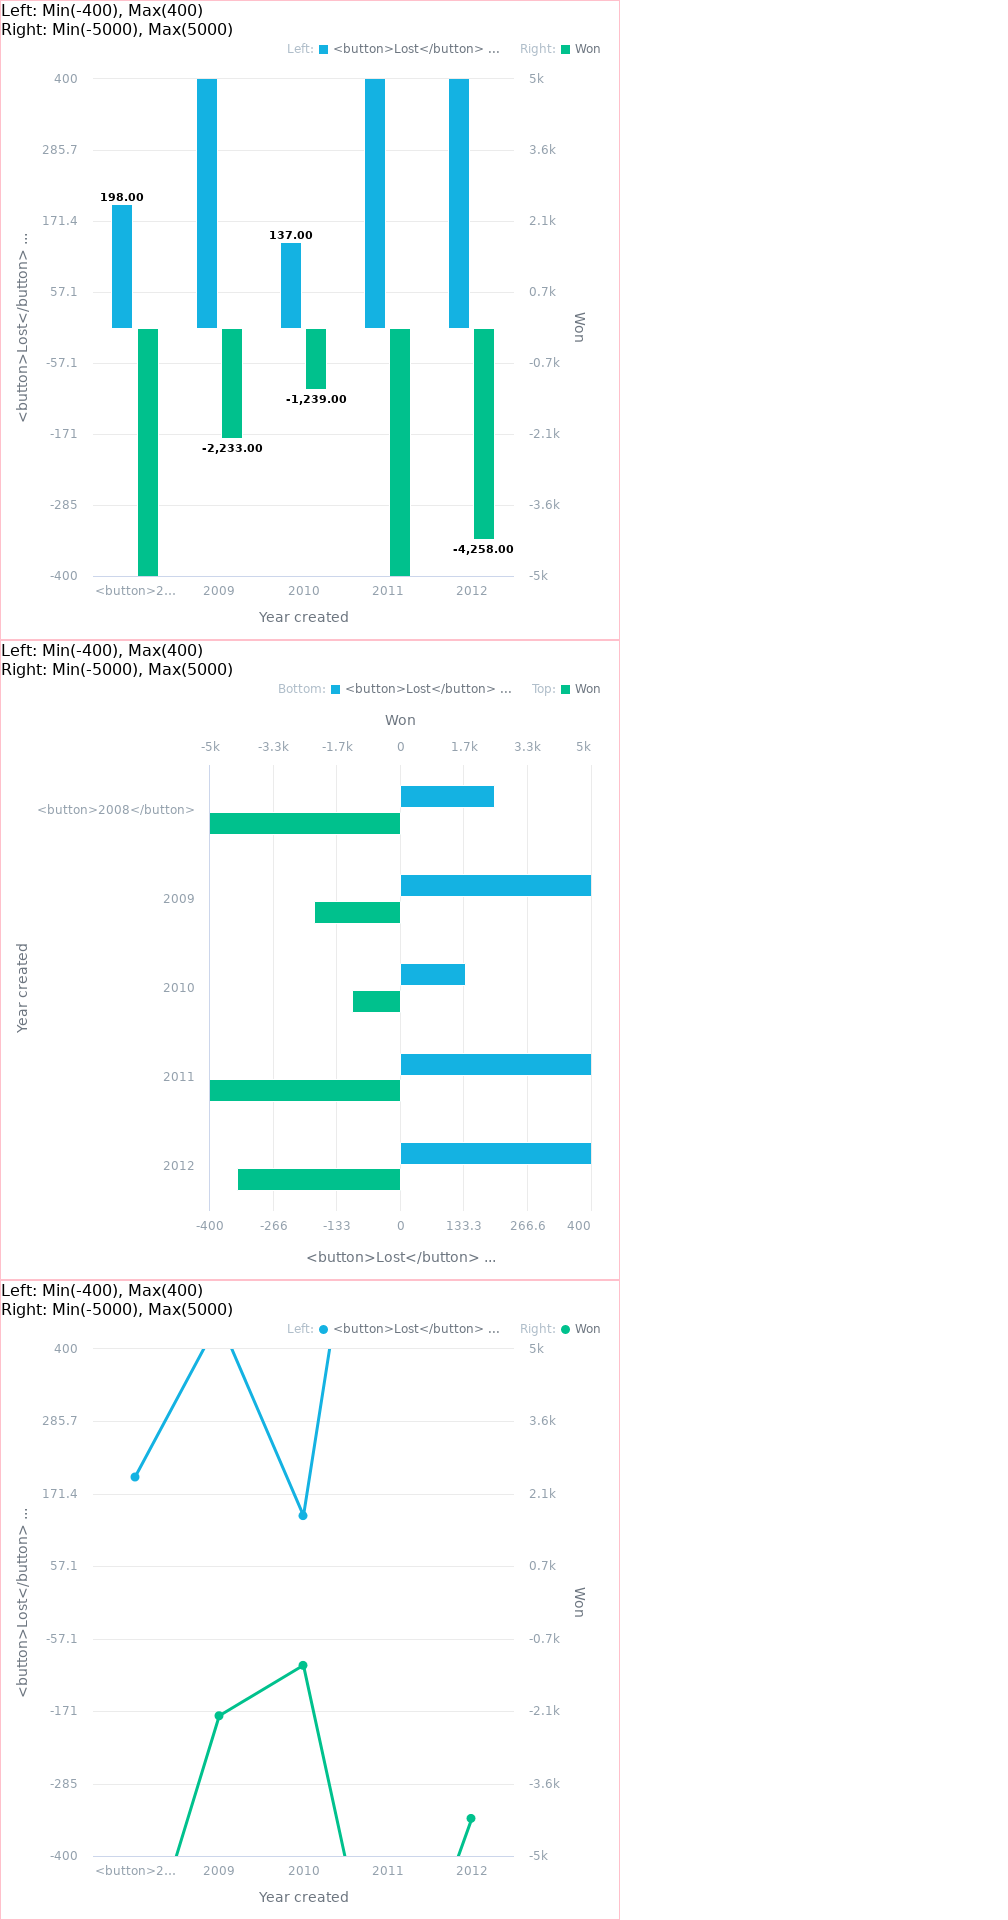 Left: Min(-400), Max(400)
Right: Min(-5000), Max(5000)
Left: <button>Lost</button> ... Right: Won
400 5k
285.7 3.6k
198.00
171.4 2.1k
137.00
57.1 0.7k
<button>Lost</button> ...
Won
-57.1 -0.7k
-1,239.00
-171 -2.1k
-2,233.00
-285 -3.6k
-4,258.00
-400 -5k
<button>2... 2009 2010 2011 2012
Year created
Left: Min(-400), Max(400)
Right: Min(-5000), Max(5000)
Bottom: <button>Lost</button> ... Top: Won
Won
-5k -3.3k -1.7k 0 1.7k 3.3k 5k
<button>2008</button>
2009
Year created
2010
2011
2012
-400 -266 -133 0 133.3 266.6 400
<button>Lost</button> ...
Left: Min(-400), Max(400)
Right: Min(-5000), Max(5000)
Left: <button>Lost</button> ... Right: Won
400 5k
285.7 3.6k
171.4 2.1k
57.1 0.7k
<button>Lost</button> ...
Won
-57.1 -0.7k
-171 -2.1k
-285 -3.6k
-400 -5k
<button>2... 2009 2010 2011 2012
Year created